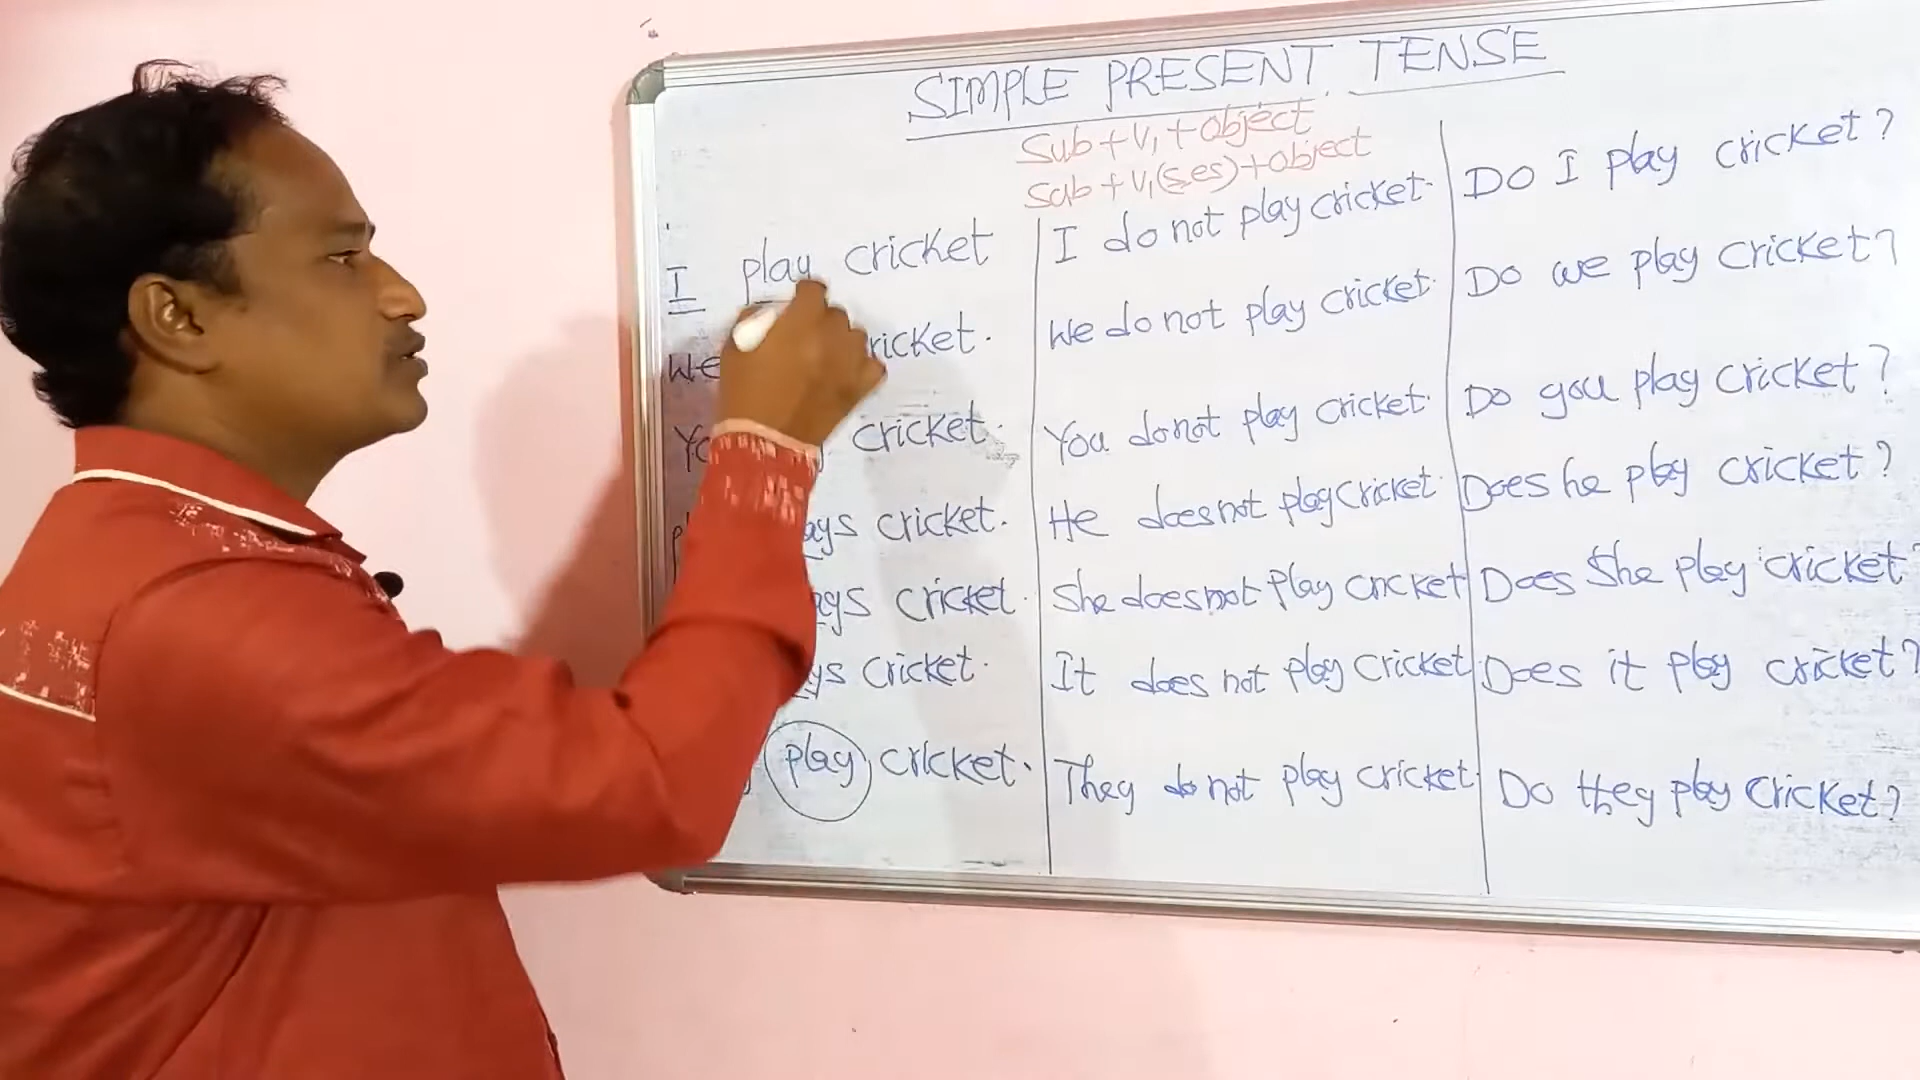 SIMPLE PRESENT TENSE
Sub + V1 + object
Sub + V1(s.es) + object
I play cricket
We ricket.
Yo cricket.
ays cricket.
ays cricket.
ys cricket.
play cricket.
I do not play cricket.
We do not play cricket.
You do not play cricket.
He does not play cricket.
She does not play cricket
It does not play cricket
They do not play cricket
Do I play cricket?
Do we play cricket?
Do you play cricket?
Does he play cricket?
Does She play cricket?
Does it play cricket?
Do they play cricket?